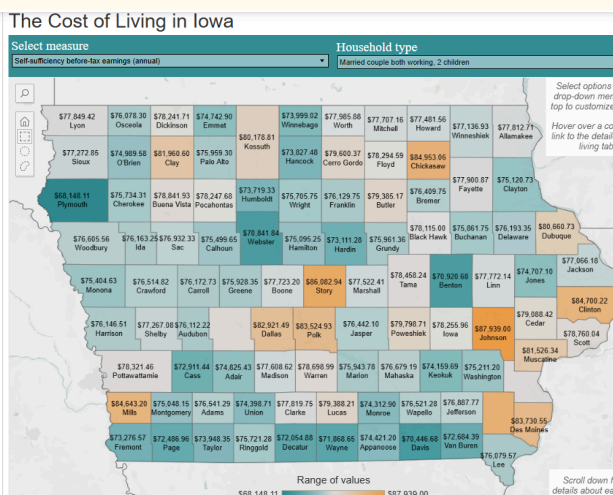 The Cost of Living in Iowa
Select measure
Household type
Self-sufficiency before-tax earnings (annual)
Married couple both working, 2 children
Select options
drop-down men
top to customize
Hover over a co
link to the detaile
living tab
$77,849.42 $76,078.30 $78,241.71 $74,742.90 $73,999.02 $77,985.88 $77,707.16 $77,481.56 $77,136.93 $77,812.71
Lyon Osceola Dickinson Emmet Winnebage Worth Mitchell Howard Winneshiek Allamakee
$80,178.81
Kossuth
$77,272.85 $74,989.58 $81,960.60 $75,959.30 $73,827.48 $79,600.37 $78,294.59 $84,953.06
Sioux O'Brien Clay Palo Alto Hancock Cerro Gordo Floyd Chickasaw
$77,900.87 $75,120.73
Fayette Clayton
$68,148.11 $75,734.31 $78,841.93 $78,247.68 $73,719.33 $75,705.75 $76,129.75 $79,385.17 $76,409.75
Plymouth Cherokee Buena Vista Pocahontas Humboldt Wright Franklin Butler Bremer
$76,605.56 $76,163.25 $76,932.33 $75,499.65 $70,841.84 $75,095.25 $73,111.28 $75,961.36 $78,115.00 $75,861.75 $76,193.35 $80,660.73
Woodbury Ida Sac Calhoun Webster Hamilton Hardin Grundy Black Hawk Buchanan Delaware Dubuque
$75,404.63 $76,514.82 $76,172.73 $75,928.35 $77,723.20 $86,082.94 $77,522.41 $78,458.24 $70,920.68 $77,772.14 $74,707.10 $77,066.18
Monona Crawford Carroll Greene Boone Story Marshall Tama Benton Linn Jones Jackson
$84,700.22
Clinton
$76,146.51 $77,267.08 $76,112.22 $82,921.49 $83,524.93 $76,442.10 $79,798.71 $78,255.96 $87,939.00 $79,088.42 $78,760.04
Harrison Shelby Audubon Dallas Polk Jasper Poweshiek Iowa Johnson Cedar Scott
$81,526.34
Muscatine
$78,321.46 $72,911.44 $74,825.43 $77,608.62 $78,698.99 $75,943.78 $76,679.19 $74,159.69 $75,211.20
Pottawattamie Cass Adair Madison Warren Marion Mahaska Keokuk Washington
$84,643.20 $75,048.15 $76,541.29 $74,398.71 $77,819.75 $79,388.21 $74,312.90 $76,521.28 $76,887.77
Mills Montgomery Adams Union Clarke Lucas Monroe Wapello Jefferson
$83,730.55
Des Moines
$73,276.57 $72,486.96 $73,948.35 $75,721.28 $72,054.88 $71,868.65 $74,421.20 $70,446.68 $72,684.39
Fremont Page Taylor Ringgold Decatur Wayne Appanoose Davis Van Buren
$76,079.57
Lee
Range of values
$68,148.11 $87,939.00
Scroll down f
details about ea